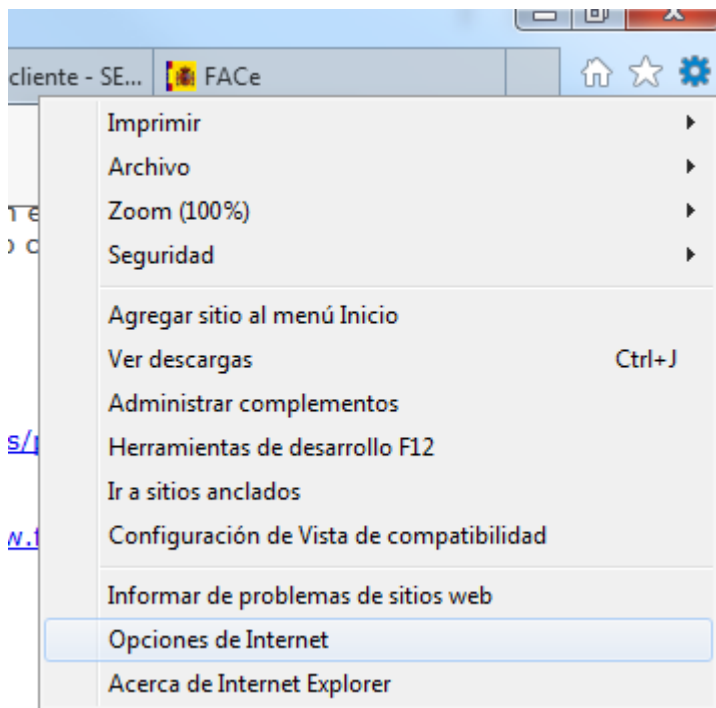 cliente - SE... FACe
Imprimir
Archivo
Zoom (100%)
Seguridad
Agregar sitio al menú Inicio
Ver descargas Ctrl+J
Administrar complementos
s/
Herramientas de desarrollo F12
Ir a sitios anclados
w.f
Configuración de Vista de compatibilidad
Informar de problemas de sitios web
Opciones de Internet
Acerca de Internet Explorer